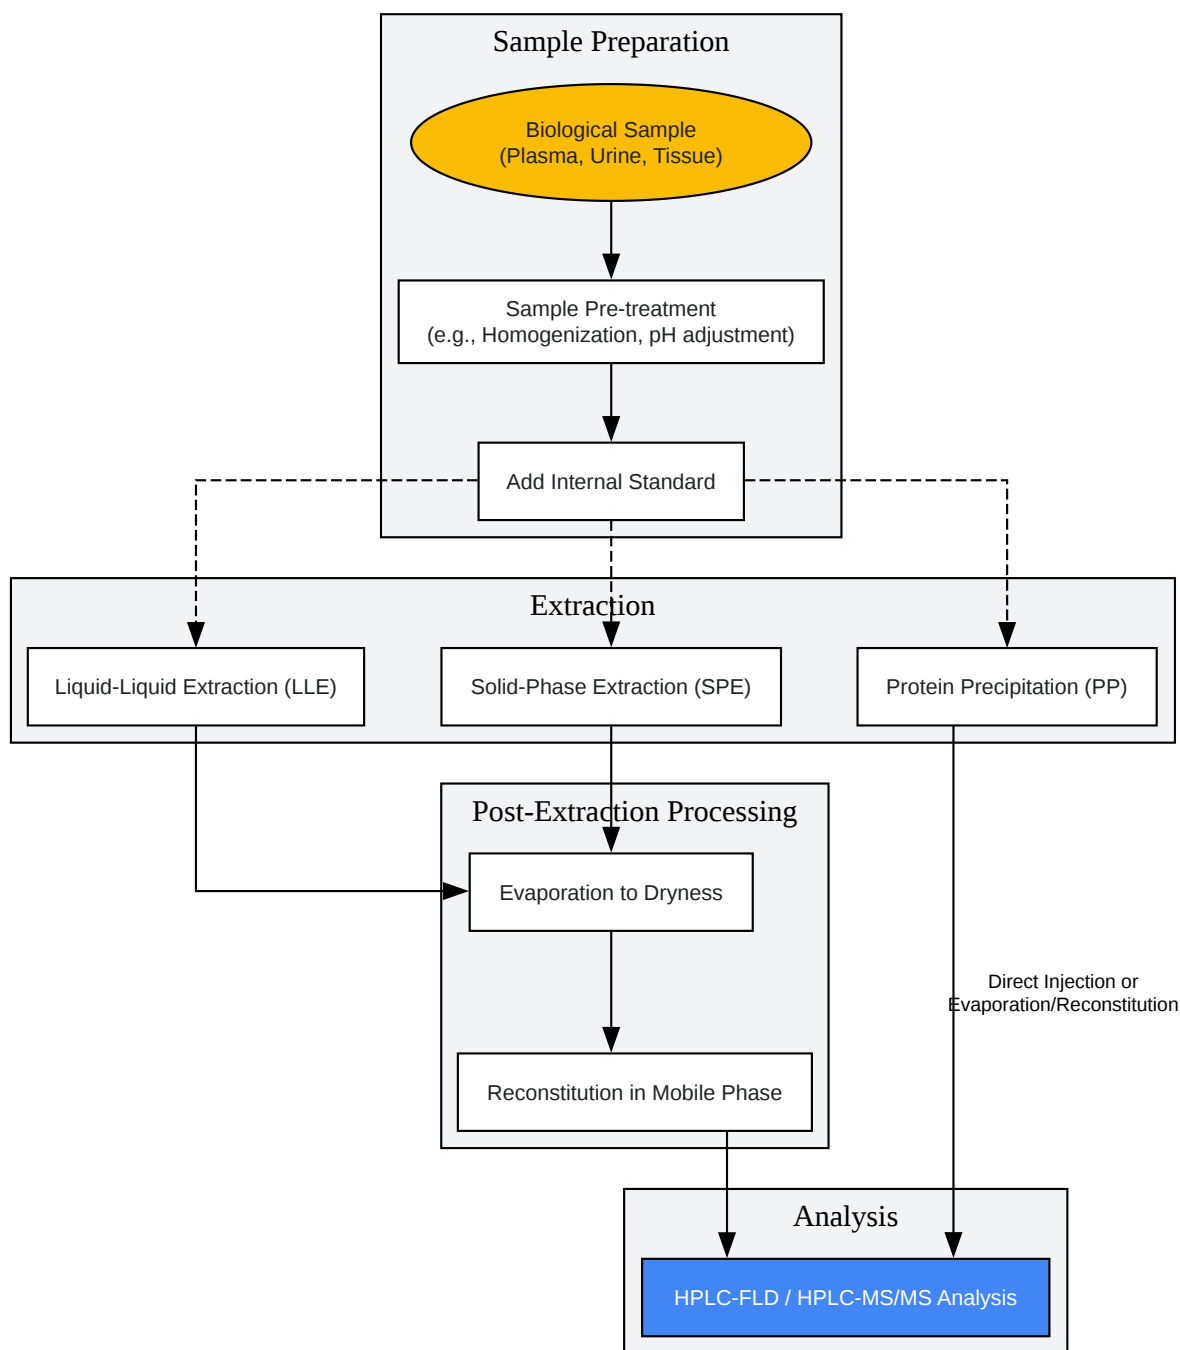 Sample Preparation
Biological Sample
(Plasma, Urine, Tissue)
Sample Pre-treatment
(e.g., Homogenization, pH adjustment)
Add Internal Standard
Extraction
Liquid-Liquid Extraction (LLE)
Solid-Phase Extraction (SPE)
Protein Precipitation (PP)
Post-Extraction Processing
Evaporation to Dryness
Direct Injection or
Evaporation/Reconstitution
Reconstitution in Mobile Phase
Analysis
HPLC-FLD / HPLC-MS/MS Analysis